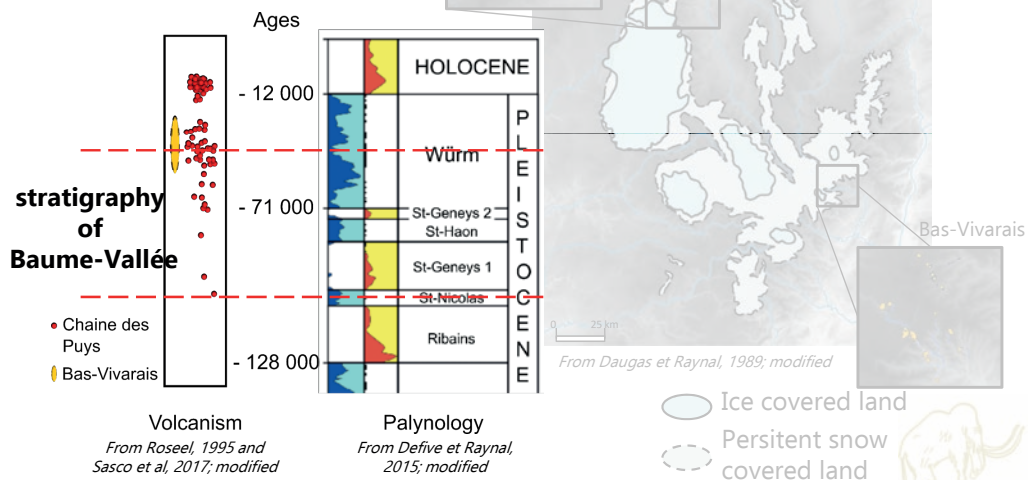 Ages
HOLOCENE
- 12 000
Würm
PLEISTOCENE
- 71 000
St-Geneys 2
St-Haon
stratigraphy
of
Baume-Vallée
St-Geneys 1
St-Nicolas
Ribains
- 128 000
Chaine des
Puys
Bas-Vivarais
Volcanism
From Roseel, 1995 and
Sasco et al, 2017; modified
Palynology
From Defive et Raynal,
2015; modified
Bas-Vivarais
0 25 km
From Daugas et Raynal, 1989; modified
Ice covered land
Persitent snow
covered land